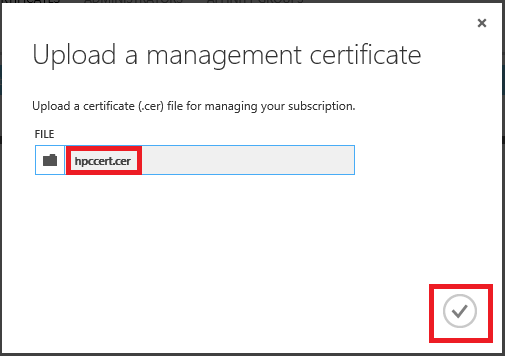 Upload a management certificate
Upload a certificate (.cer) file for managing your subscription.
FILE
hpccert.cer